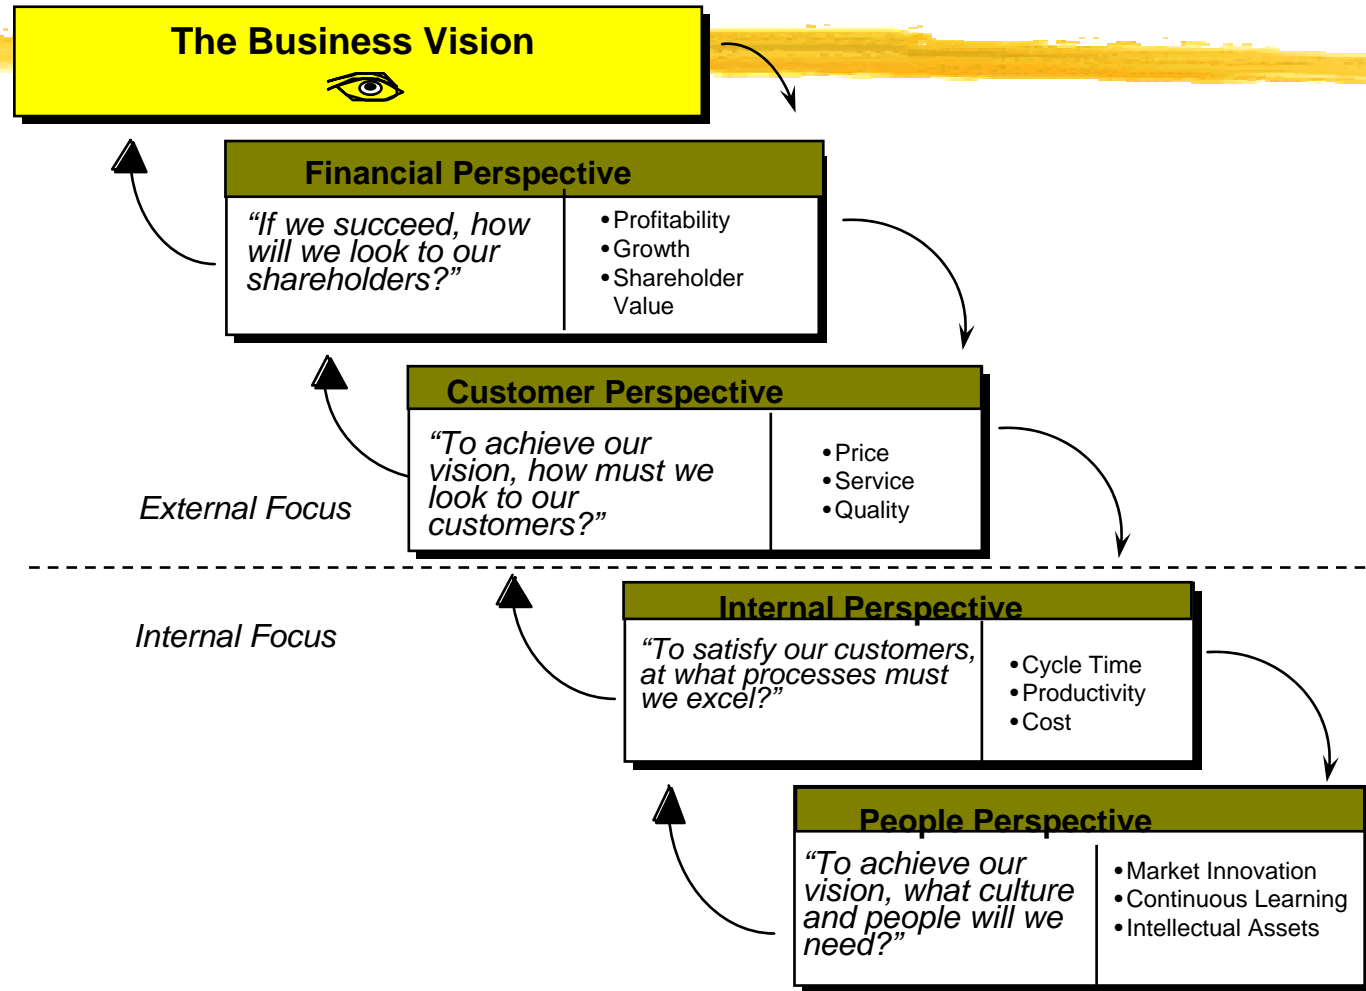 The Business Vision
Financial Perspective
“If we succeed, how
will we look to our
shareholders?”
•Profitability
•Growth
•Shareholder
Value
Customer Perspective
“To achieve our
vision, how must we
look to our
customers?”
•Price
•Service
•Quality
External Focus
Internal Focus
Internal Perspective
“To satisfy our customers,
at what processes must
we excel?”
•Cycle Time
•Productivity
•Cost
People Perspective
“To achieve our
vision, what culture
and people will we
need?”
•Market Innovation
•Continuous Learning
•Intellectual Assets